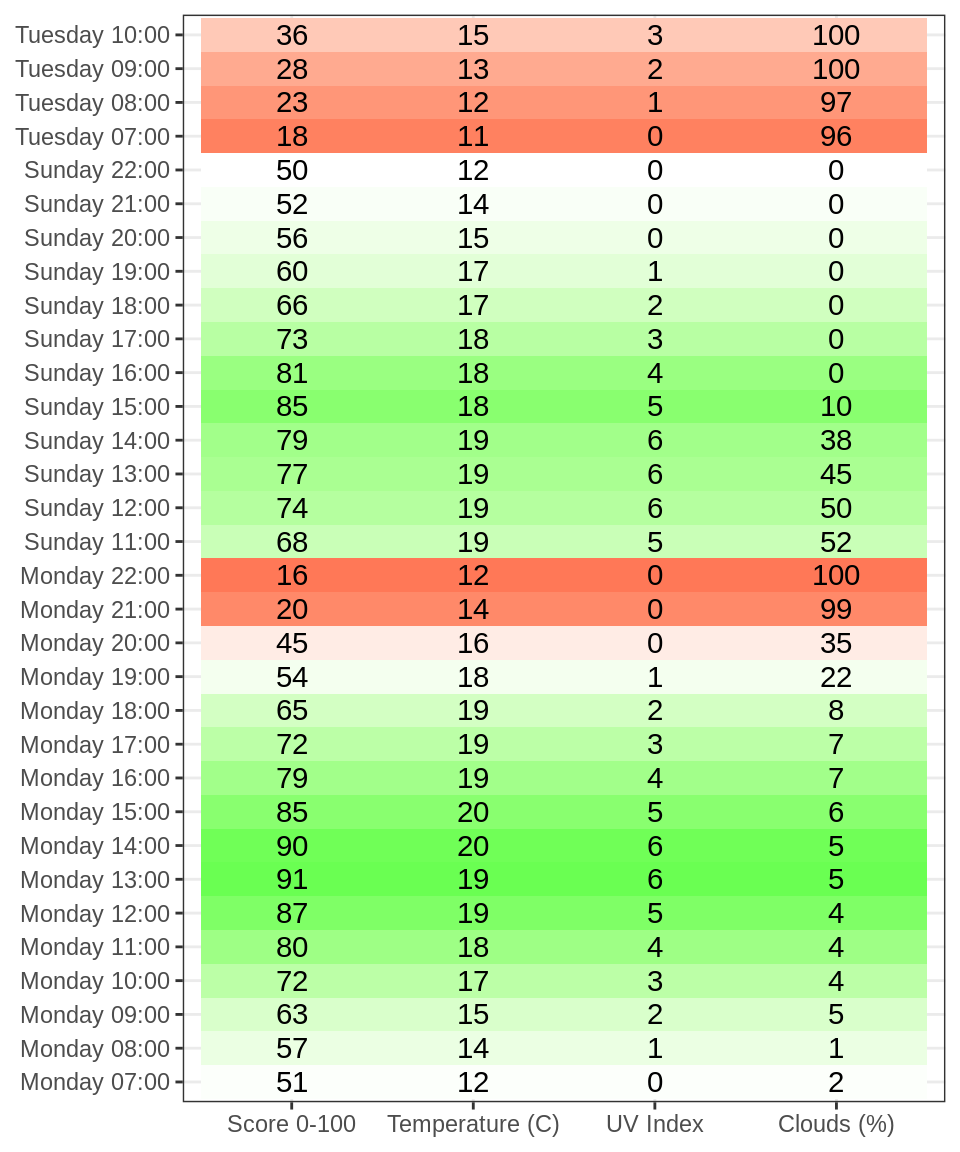 Tuesday 10:00 36 15 3 100
Tuesday 09:00 28 13 2 100
Tuesday 08:00 23 12 1 97
Tuesday 07:00 18 11 0 96
Sunday 22:00 50 12 0 0
Sunday 21:00 52 14 0 0
Sunday 20:00 56 15 0 0
Sunday 19:00 60 17 1 0
Sunday 18:00 66 17 2 0
Sunday 17:00 73 18 3 0
Sunday 16:00 81 18 4 0
Sunday 15:00 85 18 5 10
Sunday 14:00 79 19 6 38
Sunday 13:00 77 19 6 45
Sunday 12:00 74 19 6 50
Sunday 11:00 68 19 5 52
Monday 22:00 16 12 0 100
Monday 21:00 20 14 0 99
Monday 20:00 45 16 0 35
Monday 19:00 54 18 1 22
Monday 18:00 65 19 2 8
Monday 17:00 72 19 3 7
Monday 16:00 79 19 4 7
Monday 15:00 85 20 5 6
Monday 14:00 90 20 6 5
Monday 13:00 91 19 6 5
Monday 12:00 87 19 5 4
Monday 11:00 80 18 4 4
Monday 10:00 72 17 3 4
Monday 09:00 63 15 2 5
Monday 08:00 57 14 1 1
Monday 07:00 51 12 0 2
Score 0-100 Temperature (C) UV Index Clouds (%)